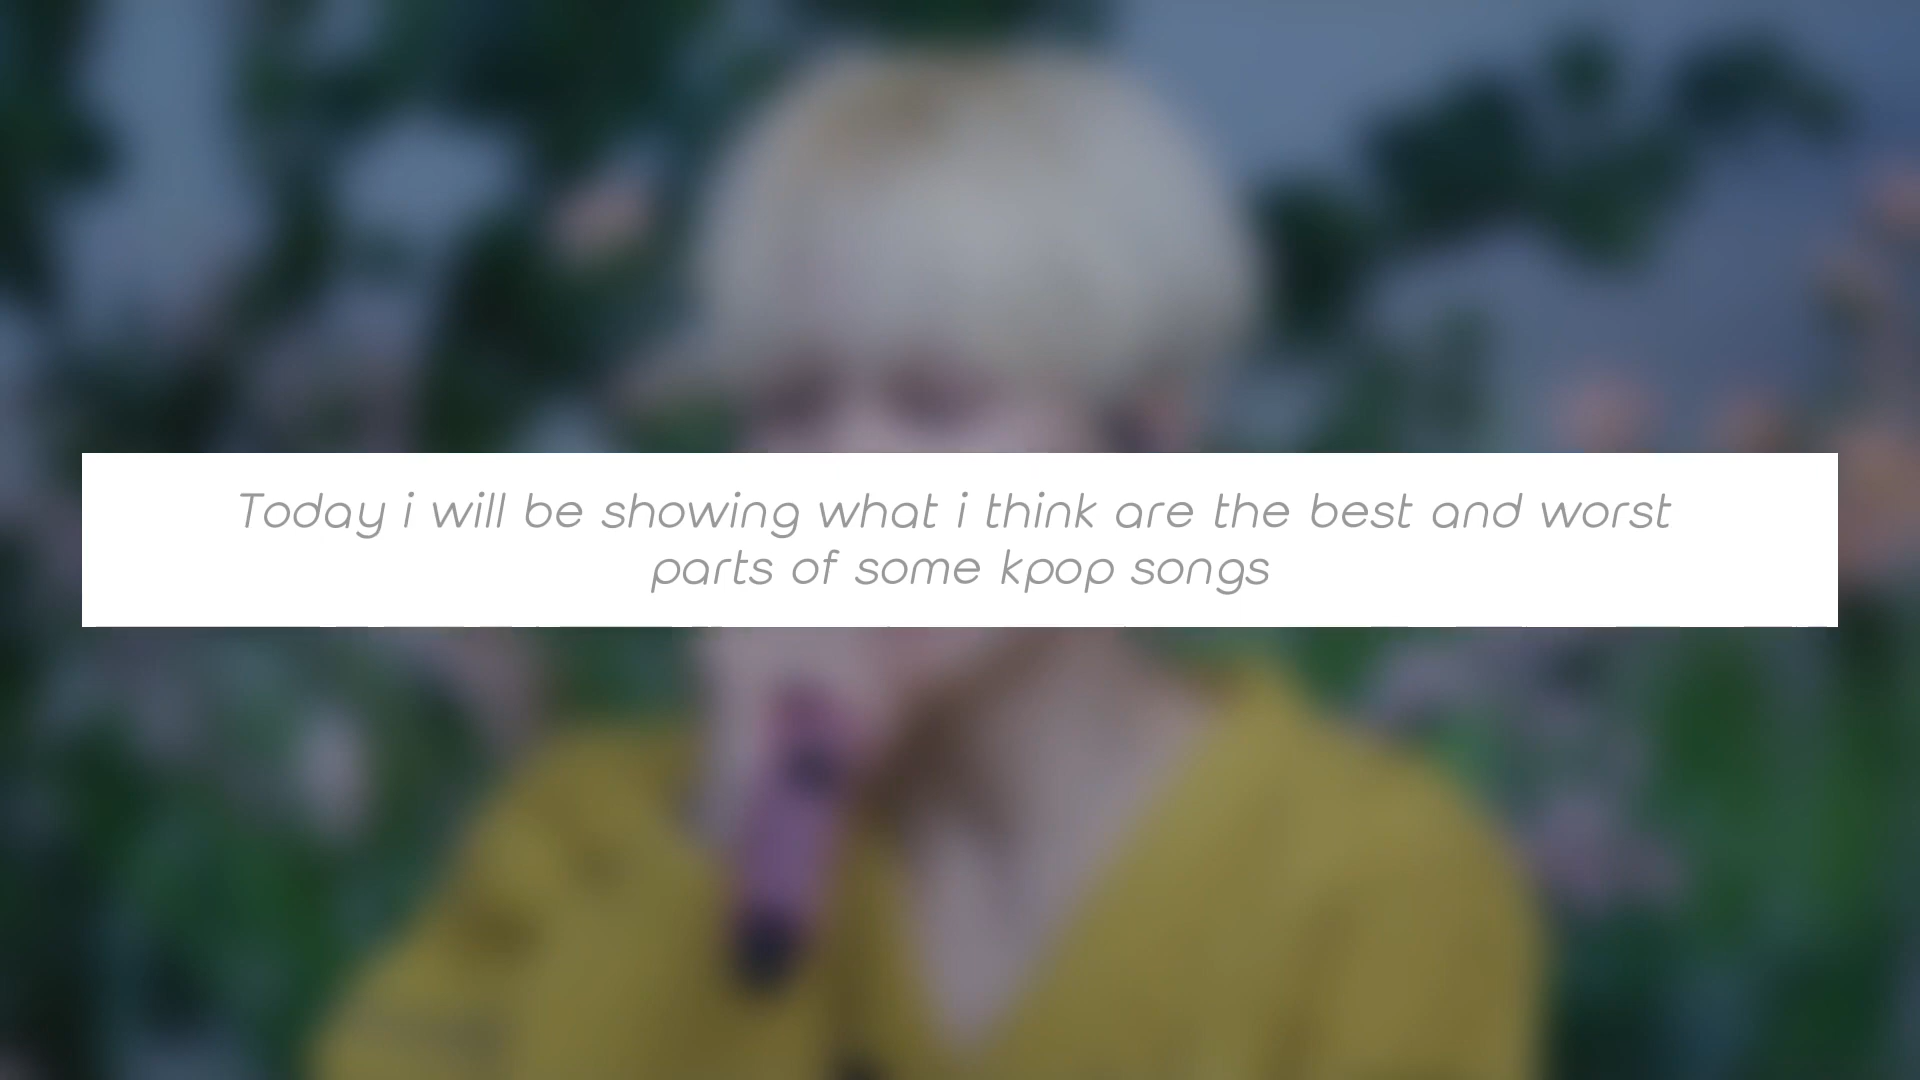 Today i will be showing what i think are the best and worst
parts of some kpop songs